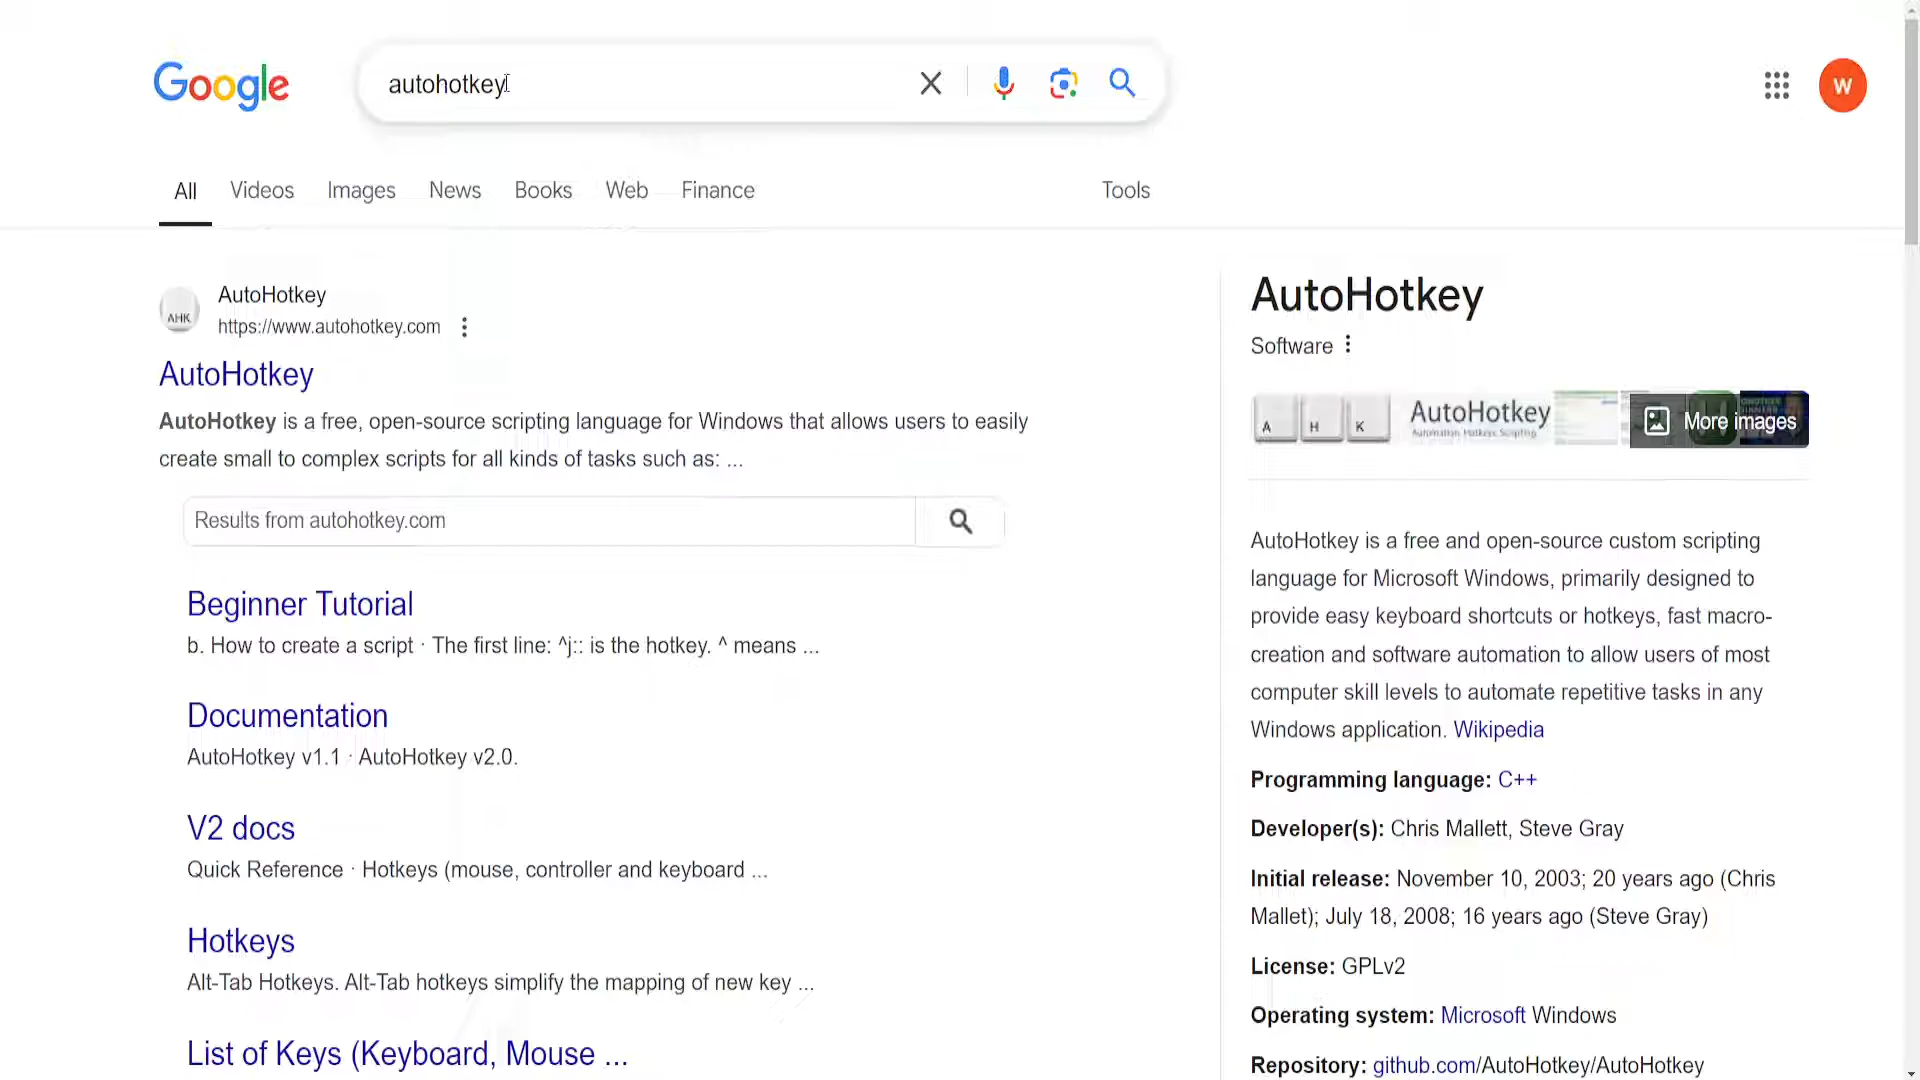 Google
autohotkey
W
All Videos Images News Books Web Finance Tools
AHK
AutoHotkey
https://www.autohotkey.com
AutoHotkey
AutoHotkey is a free, open-source scripting language for Windows that allows users to easily
create small to complex scripts for all kinds of tasks such as: ...
Results from autohotkey.com
Beginner Tutorial
b. How to create a script · The first line: ^j:: is the hotkey. ^ means ...
Documentation
AutoHotkey v1.1 · AutoHotkey v2.0.
V2 docs
Quick Reference · Hotkeys (mouse, controller and keyboard ...
Hotkeys
Alt-Tab Hotkeys. Alt-Tab hotkeys simplify the mapping of new key ...
List of Keys (Keyboard, Mouse ...
AutoHotkey
Software
A H K
AutoHotkey
Automation Hotkeys Scripting
More images
AutoHotkey is a free and open-source custom scripting
language for Microsoft Windows, primarily designed to
provide easy keyboard shortcuts or hotkeys, fast macro-
creation and software automation to allow users of most
computer skill levels to automate repetitive tasks in any
Windows application. Wikipedia
Programming language: C++
Developer(s): Chris Mallett, Steve Gray
Initial release: November 10, 2003; 20 years ago (Chris
Mallet); July 18, 2008; 16 years ago (Steve Gray)
License: GPLv2
Operating system: Microsoft Windows
Repository: github.com/AutoHotkey/AutoHotkey